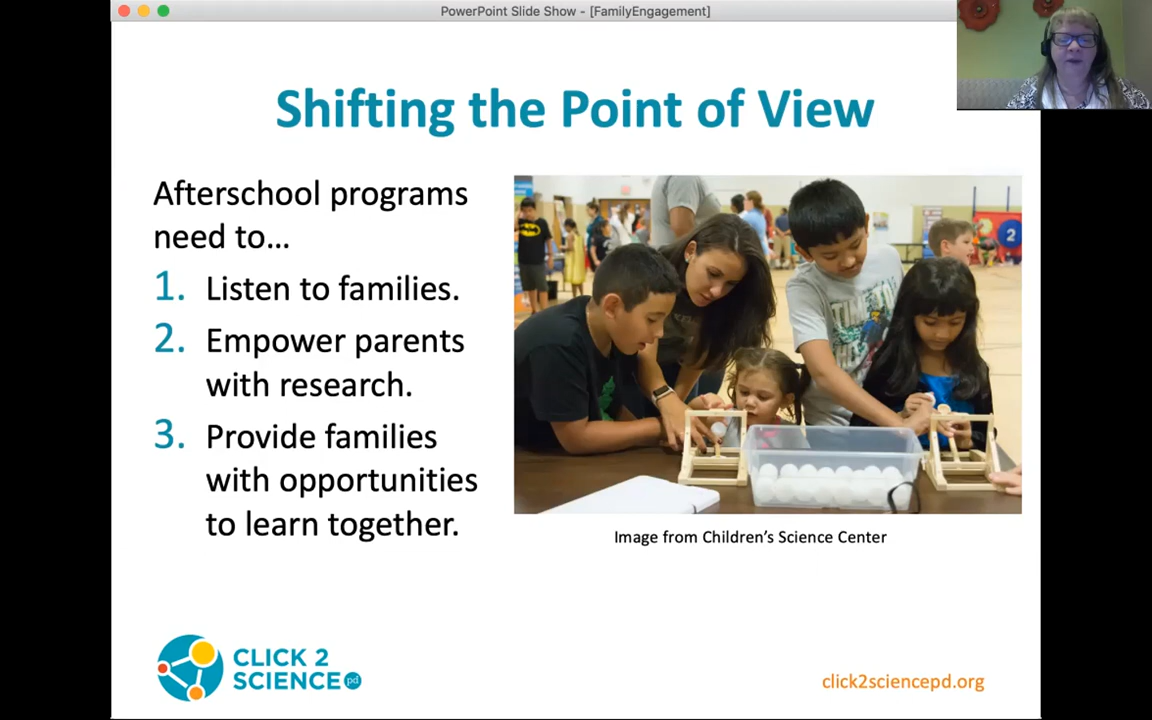 PowerPoint Slide Show - [FamilyEngagement]
Shifting the Point of View
Afterschool programs
need to...
1. Listen to families.
2. Empower parents
with research.
3. Provide families
with opportunities
to learn together.
2
Image from Children’s Science Center
CLICK 2
SCIENCE pd
click2sciencepd.org